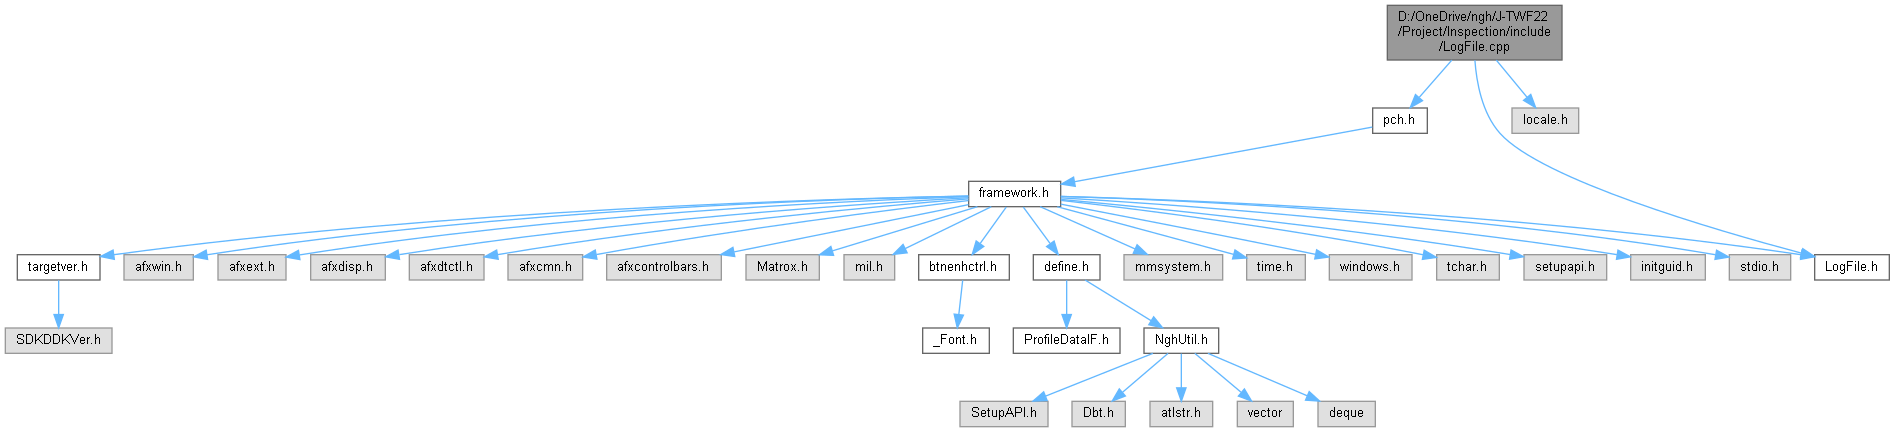 D:/OneDrive/ngh/J-TWF22
/Project/Inspection/include
/LogFile.cpp
pch.h
locale.h
framework.h
targetver.h
afxwin.h
afxext.h
afxdisp.h
afxdtctl.h
afxcmn.h
afxcontrolbars.h
Matrox.h
mil.h
btnenhctrl.h
define.h
mmsystem.h
time.h
windows.h
tchar.h
setupapi.h
initguid.h
stdio.h
LogFile.h
SDKDDKVer.h
_Font.h
ProfileDataIF.h
NghUtil.h
SetupAPI.h
Dbt.h
atlstr.h
vector
deque